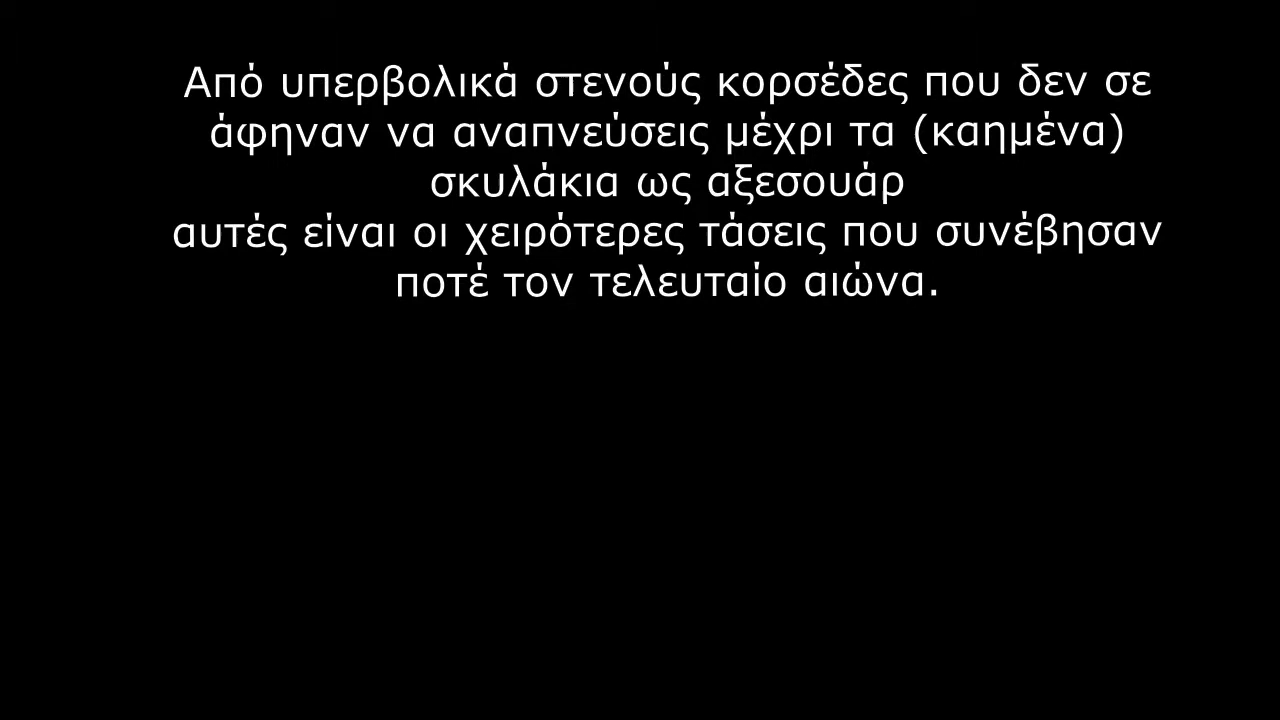 Από υπερβολικά στενούς κορσέδες που δεν σε
άφηναν να αναπνεύσεις μέχρι τα (καημένα)
σκυλάκια ως αξεσουάρ
αυτές είναι οι χειρότερες τάσεις που συνέβησαν
ποτέ τον τελευταίο αιώνα.